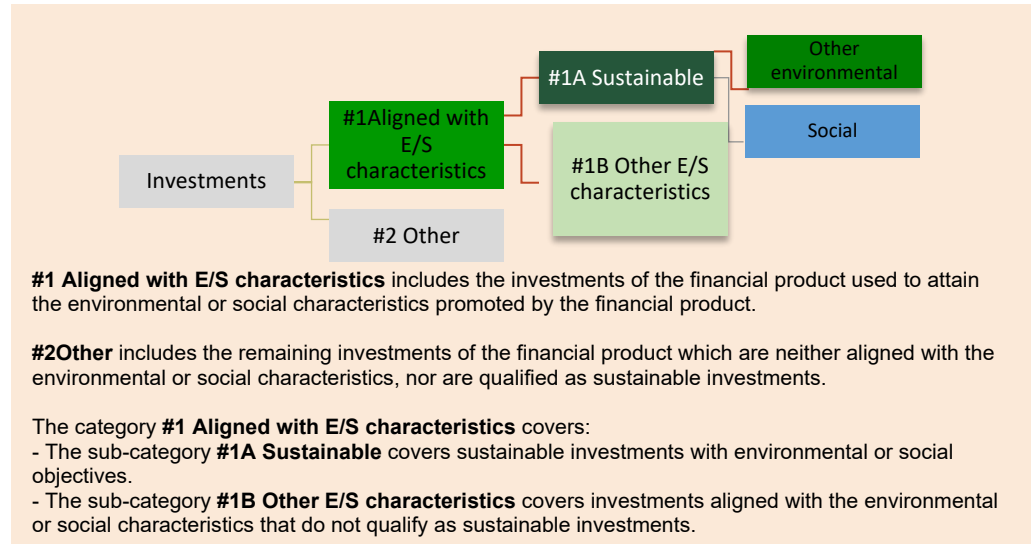 Other
environmental
#1A Sustainable
#1Aligned with
E/S
characteristics
Social
#1B Other E/S
characteristics
Investments
#2 Other
#1 Aligned with E/S characteristics includes the investments of the financial product used to attain
the environmental or social characteristics promoted by the financial product.
#2Other includes the remaining investments of the financial product which are neither aligned with the
environmental or social characteristics, nor are qualified as sustainable investments.
The category #1 Aligned with E/S characteristics covers:
- The sub-category #1A Sustainable covers sustainable investments with environmental or social
objectives.
- The sub-category #1B Other E/S characteristics covers investments aligned with the environmental
or social characteristics that do not qualify as sustainable investments.